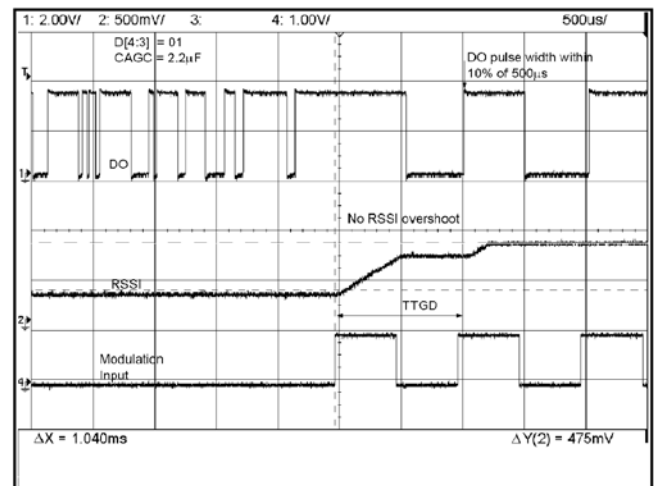 1: 2.00V/ 2: 500mV/ 3: 4: 1.00V/ 500us/
D[4:3] = 01
CAGC = 2.2µF
DO pulse width within
10% of 500µs
T
DO
1
No RSSI overshoot
RSSI
TTGD
2
Modulation
Input
4
ΔX = 1.040ms ΔY(2) = 475mV